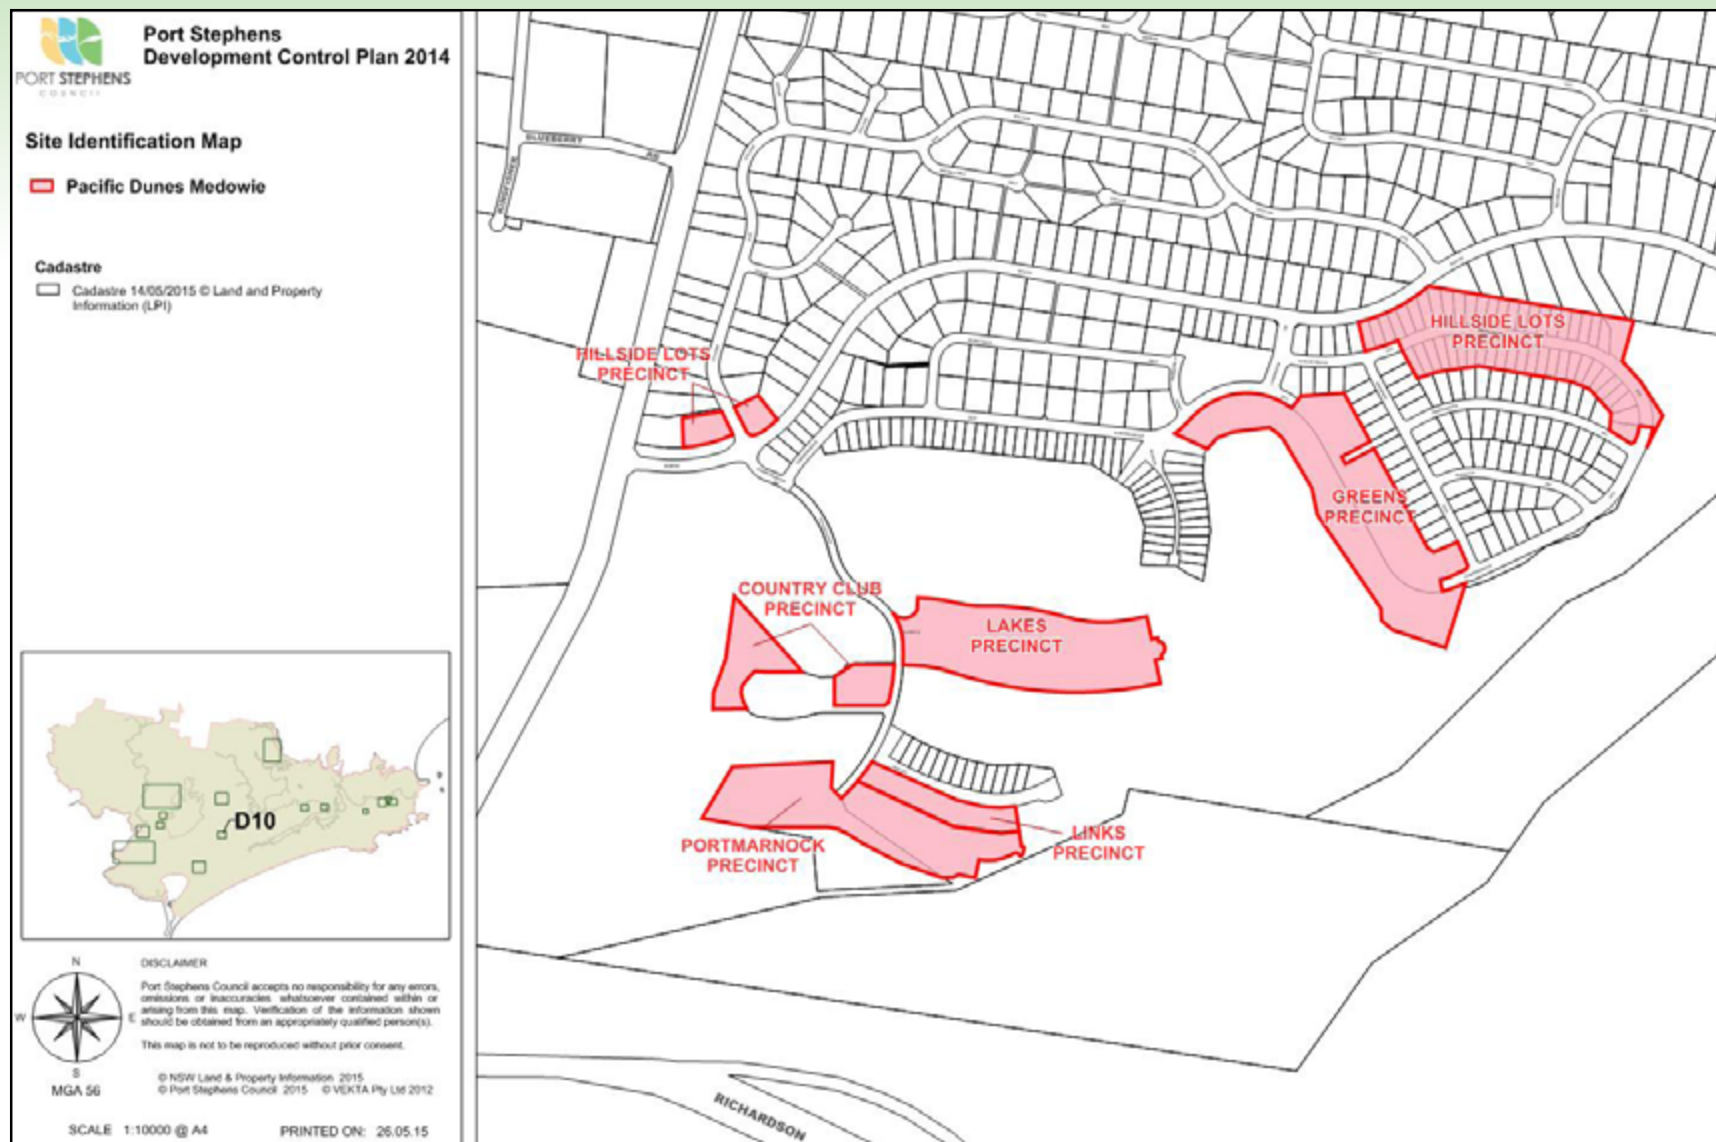 PORT STEPHENS
COUNCIL
Port Stephens
Development Control Plan 2014
Site Identification Map
Pacific Dunes Medowie
Cadastre
Cadastre 14/05/2015 © Land and Property
Information (LPI)
D10
N
W
E
S
MGA 56
DISCLAIMER
Port Stephens Council accepts no responsibility for any errors,
omissions or inaccuracies whatsoever contained within or
arising from this map. Verification of the information shown
should be obtained from an appropriately qualified person(s).
This map is not to be reproduced without prior consent.
© NSW Land & Property Information 2015
© Port Stephens Council 2015 © VEKTA Pty Ltd 2012
SCALE 1:10000 @ A4
PRINTED ON: 26.05.15
BLUEBERRY
RD
HILLSIDE LOTS
PRECINCT
HILLSIDE LOTS
PRECINCT
GREENS
PRECINCT
COUNTRY CLUB
PRECINCT
LAKES
PRECINCT
PORTMARNOCK
PRECINCT
LINKS
PRECINCT
RICHARDSON